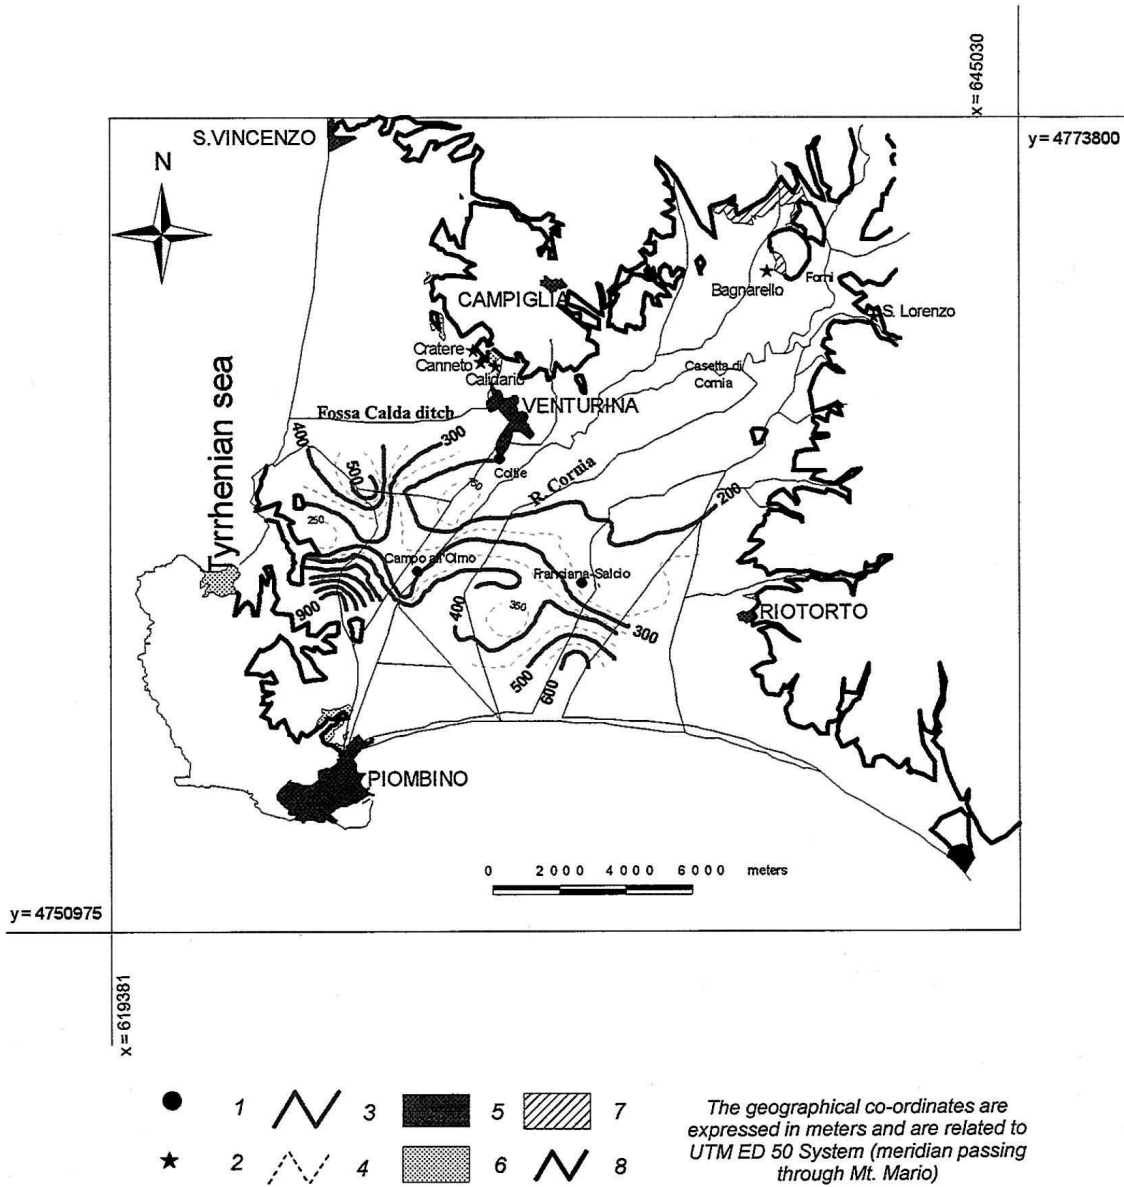 x = 645030
S.VINCENZO
y= 4773800
N
Forni
Bagnarello
CAMPIGLIA
S. Lorenzo
Cratere
Canneto
Calidario
Casetta di
Cornia
VENTURINA
Fossa Calda ditch
Tyrrhenian sea
400
300
500
Coltie
50
R. Cornia
200
250
Campo all'Olmo
Franciana-Salcio
900
400
350
300
RIOTORTO
500
600
PIOMBINO
0 2000 4000 6000 meters
y= 4750975
x = 619381
1 3 5 7
2 4 6 8
The geographical co-ordinates are
expressed in meters and are related to
UTM ED 50 System (meridian passing
through Mt. Mario)